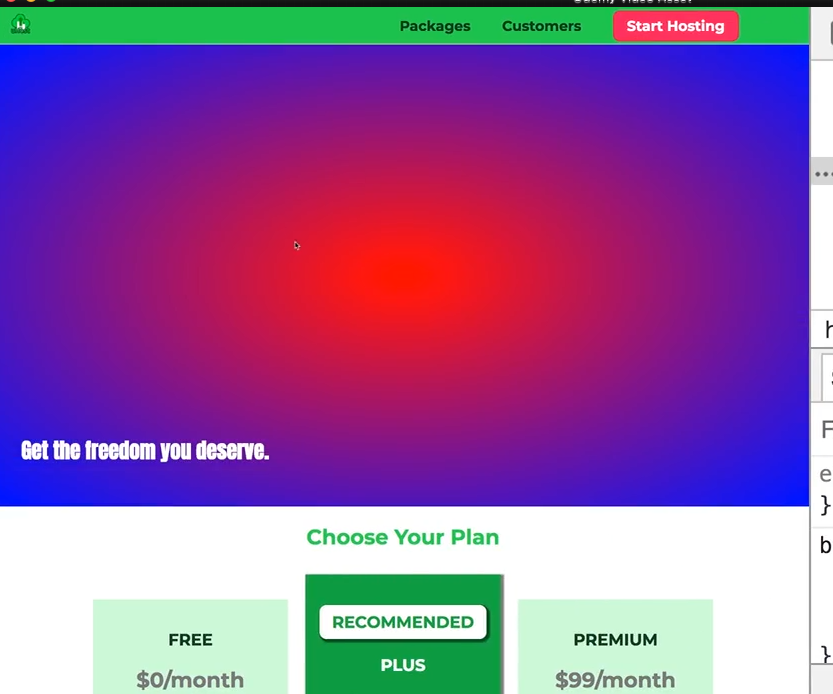 Packages Customers Start Hosting
Get the freedom you deserve.
Choose Your Plan
RECOMMENDED
FREE
PLUS
PREMIUM
$0/month
$99/month